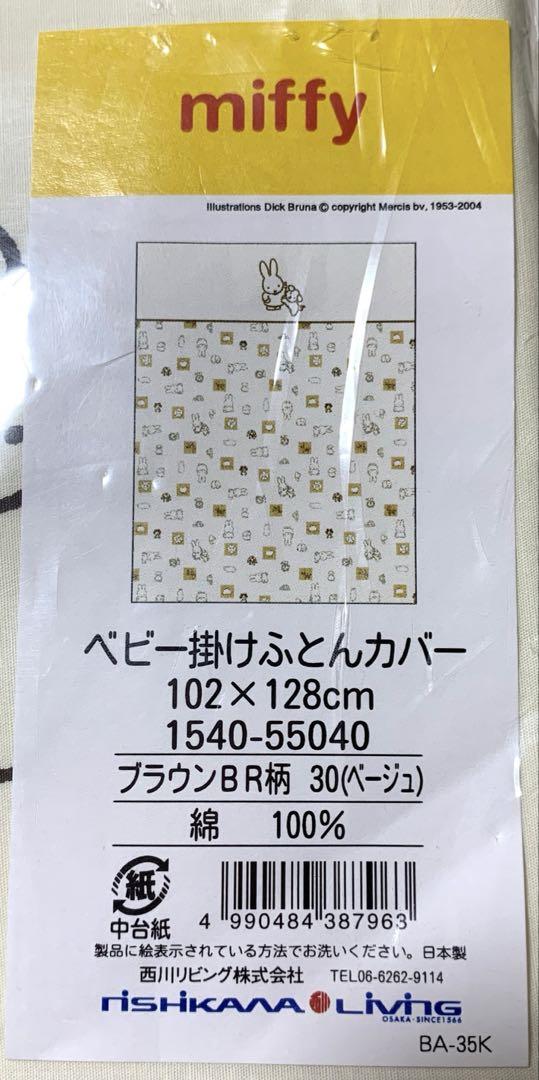 miffy
Illustrations Dick Bruna © copyright Mercis bv, 1953-2004
ベビー掛けふとんカバー
102×128cm
1540-55040
ブラウンBR柄 30(ベージュ)
綿 100%
紙
中台紙
4 990484 387963
製品に絵表示されている方法でお洗いください。日本製
西川リビング株式会社 TEL06-6262-9114
nishikawa Living
OSAKA・SINCE1566
BA-35K